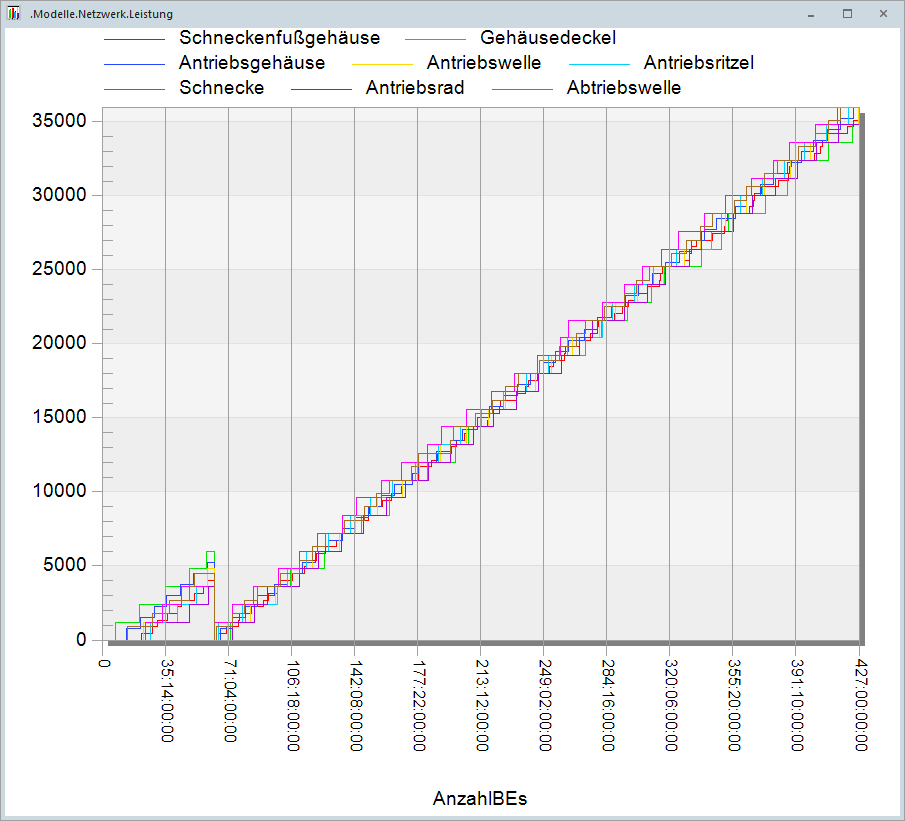 .Modelle.Netzwerk.Leistung
Schneckenfußgehäuse Gehäusedeckel
Antriebsgehäuse Antriebswelle Antriebsritzel
Schnecke Antriebsrad Abtriebswelle
35000
30000
25000
20000
15000
10000
5000
0
0 35:14:00:00 71:04:00:00 106:18:00:00 142:08:00:00 177:22:00:00 213:12:00:00 249:02:00:00 284:16:00:00 320:06:00:00 355:20:00:00 391:10:00:00 427:00:00:00
AnzahlBEs